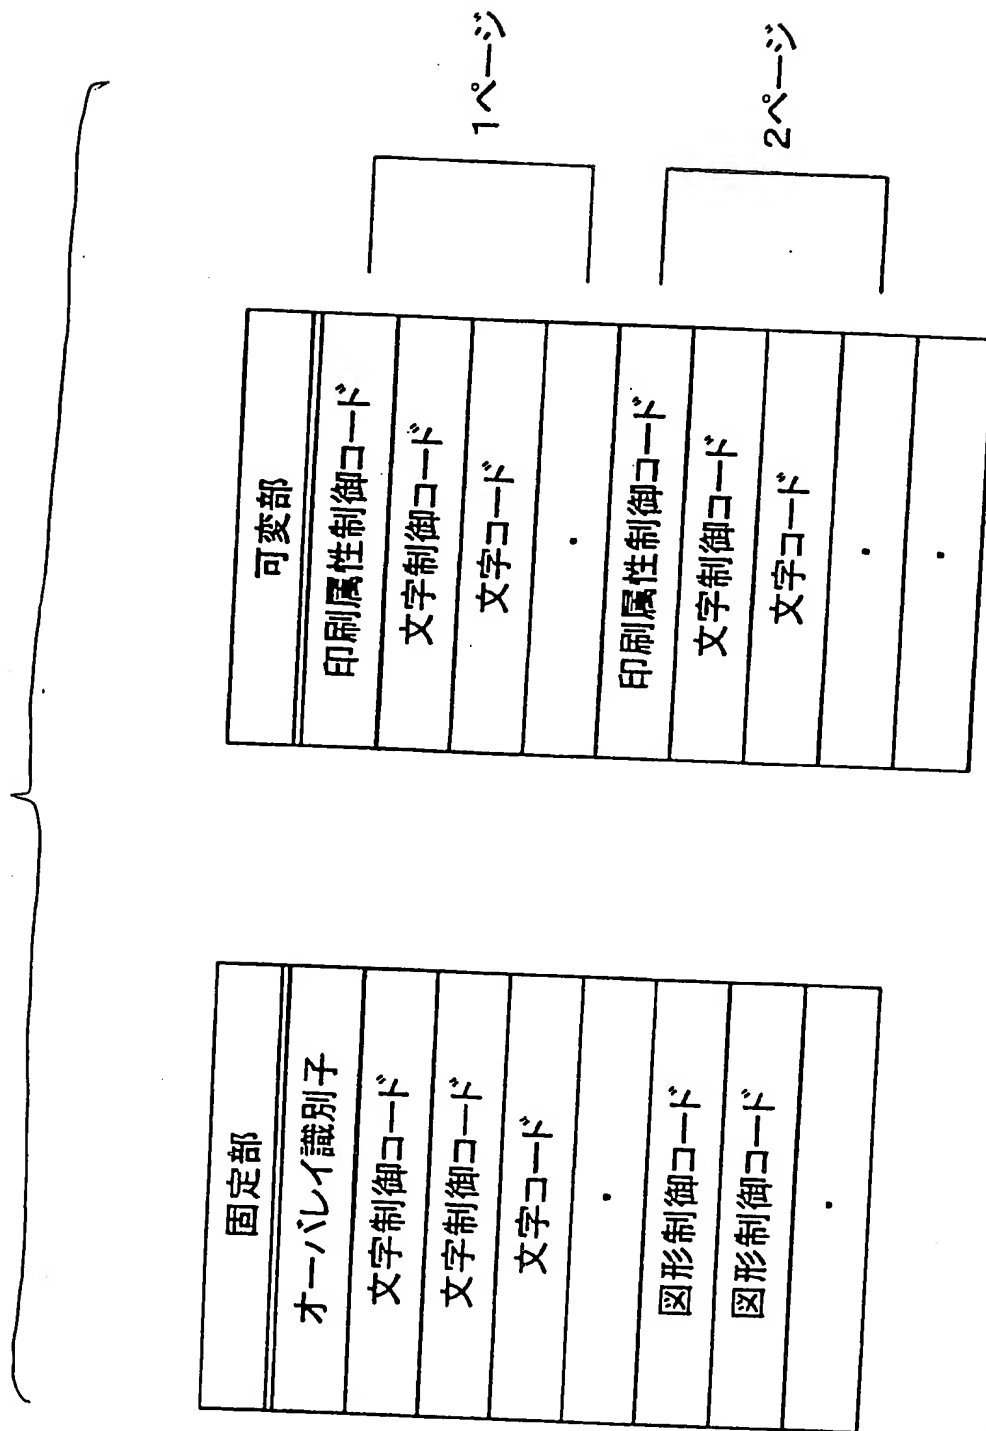 固定部
オーバレイ識別子
文字制御コード
文字制御コード
文字コード
・
図形制御コード
図形制御コード
・
可変部
印刷属性制御コード
文字制御コード
文字コード
・
印刷属性制御コード
文字制御コード
文字コード
・
・
1ページ
2ページ